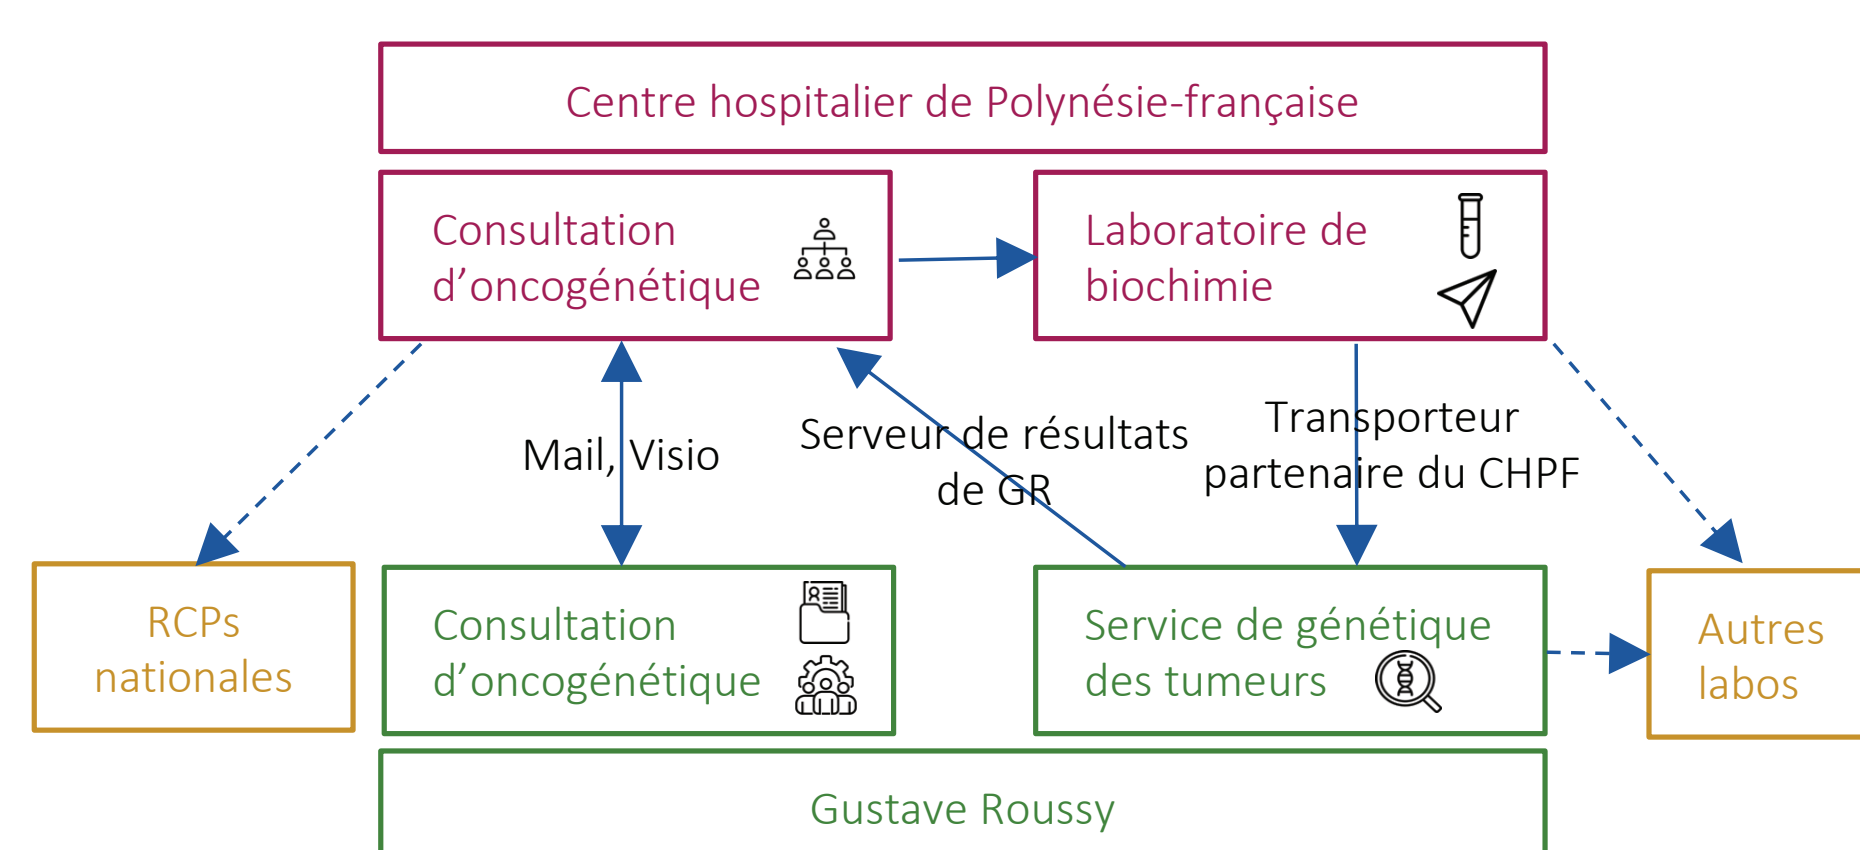 Centre hospitalier de Polynésie-française
Consultation
d’oncogénétique
Laboratoire de
biochimie
Mail, Visio
Serveur de résultats
de GR
Transporteur
partenaire du CHPF
RCPs
nationales
Consultation
d’oncogénétique
Service de génétique
des tumeurs
Autres
labos
Gustave Roussy